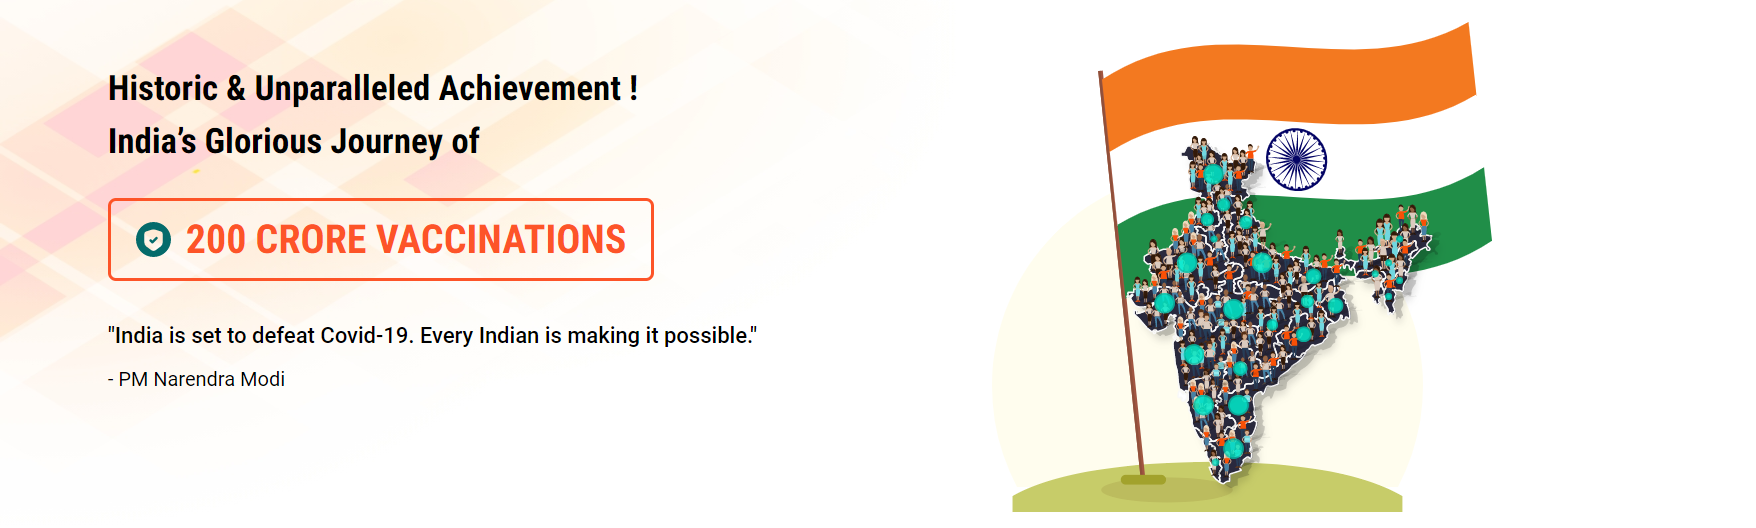 Historic & Unparalleled Achievement !
India’s Glorious Journey of
200 CRORE VACCINATIONS
"India is set to defeat Covid-19. Every Indian is making it possible."
- PM Narendra Modi